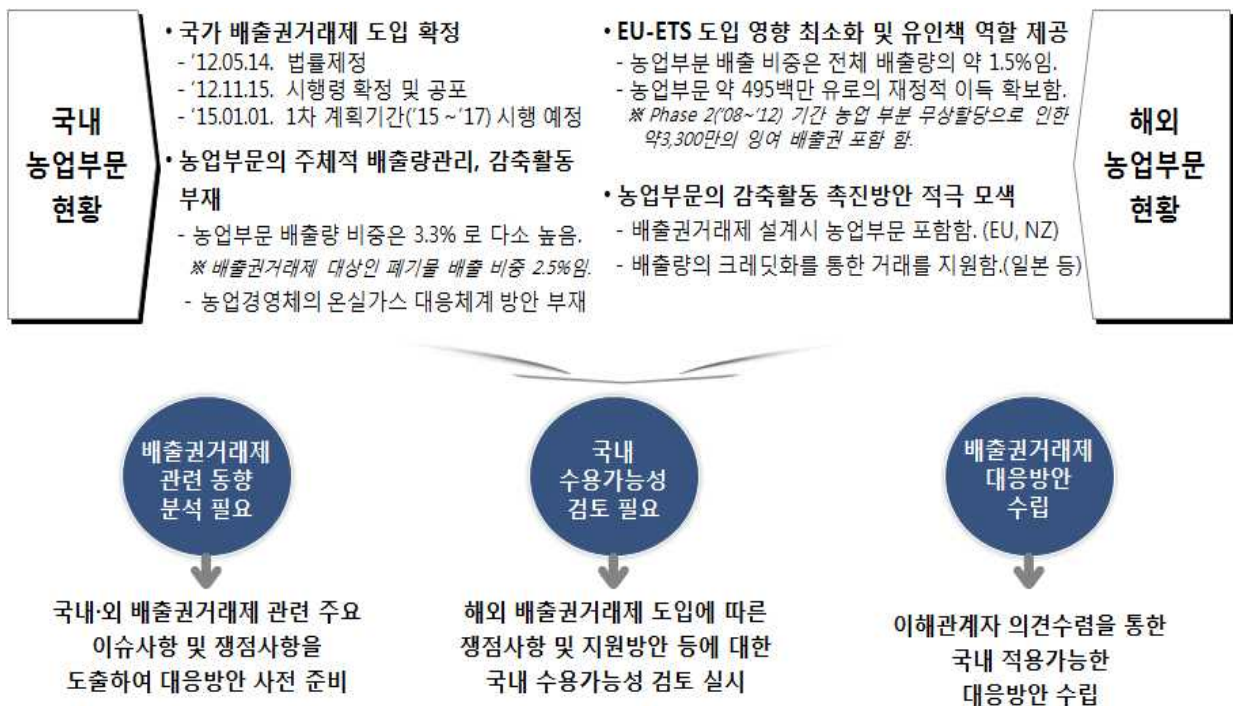 국내
농업부문
현황
• 국가 배출권거래제 도입 확정
- '12.05.14. 법률제정
- '12.11.15. 시행령 확정 및 공포
- '15.01.01. 1차 계획기간('15 ~'17) 시행 예정
• 농업부문의 주체적 배출량관리, 감축활동
부재
- 농업부문 배출량 비중은 3.3% 로 다소 높음.
※ 배출권거래제 대상인 폐기물 배출 비중 2.5%임.
- 농업경영체의 온실가스 대응체계 방안 부재
• EU-ETS 도입 영향 최소화 및 유인책 역할 제공
- 농업부분 배출 비중은 전체 배출량의 약 1.5%임.
- 농업부문 약 495백만 유로의 재정적 이득 확보함.
※ Phase 2('08~'12) 기간 농업 부분 무상할당으로 인한
약3,300만의 잉여 배출권 포함 함.
• 농업부문의 감축활동 촉진방안 적극 모색
- 배출권거래제 설계시 농업부문 포함함. (EU, NZ)
- 배출량의 크레딧화를 통한 거래를 지원함.(일본 등)
해외
농업부문
현황
배출권거래제
관련 동향
분석 필요
국내·외 배출권거래제 관련 주요
이슈사항 및 쟁점사항을
도출하여 대응방안 사전 준비
국내
수용가능성
검토 필요
해외 배출권거래제 도입에 따른
쟁점사항 및 지원방안 등에 대한
국내 수용가능성 검토 실시
배출권거래제
대응방안
수립
이해관계자 의견수렴을 통한
국내 적용가능한
대응방안 수립